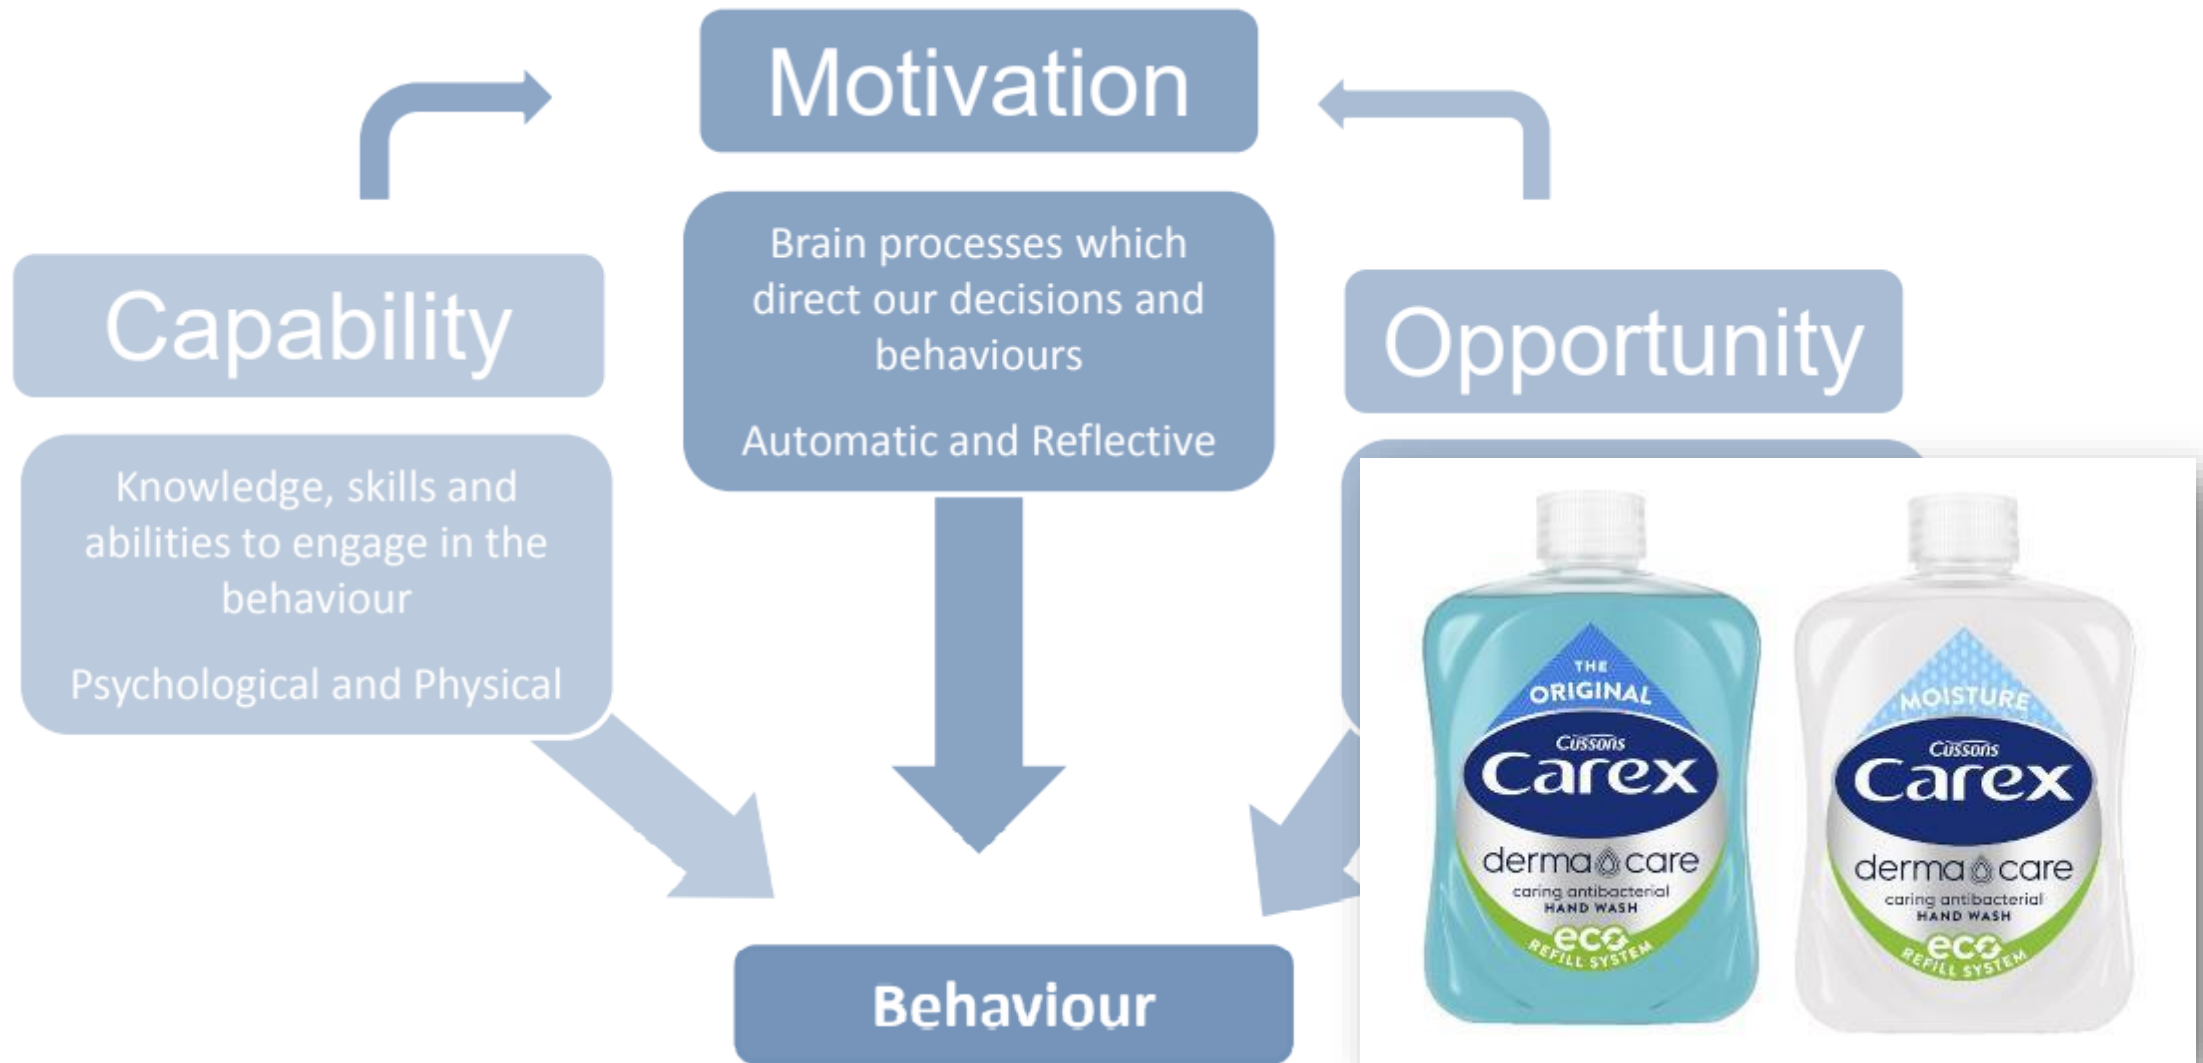 Motivation
Brain processes which
direct our decisions and
behaviours
Automatic and Reflective
Capability
Knowledge, skills and
abilities to engage in the
behaviour
Psychological and Physical
Opportunity
THE
ORIGINAL
Cussons
Carex
derma care
caring antibacterial
HAND WASH
eco
REFILL SYSTEM
MOISTURE
Cussons
Carex
derma care
caring antibacterial
HAND WASH
eco
REFILL SYSTEM
Behaviour